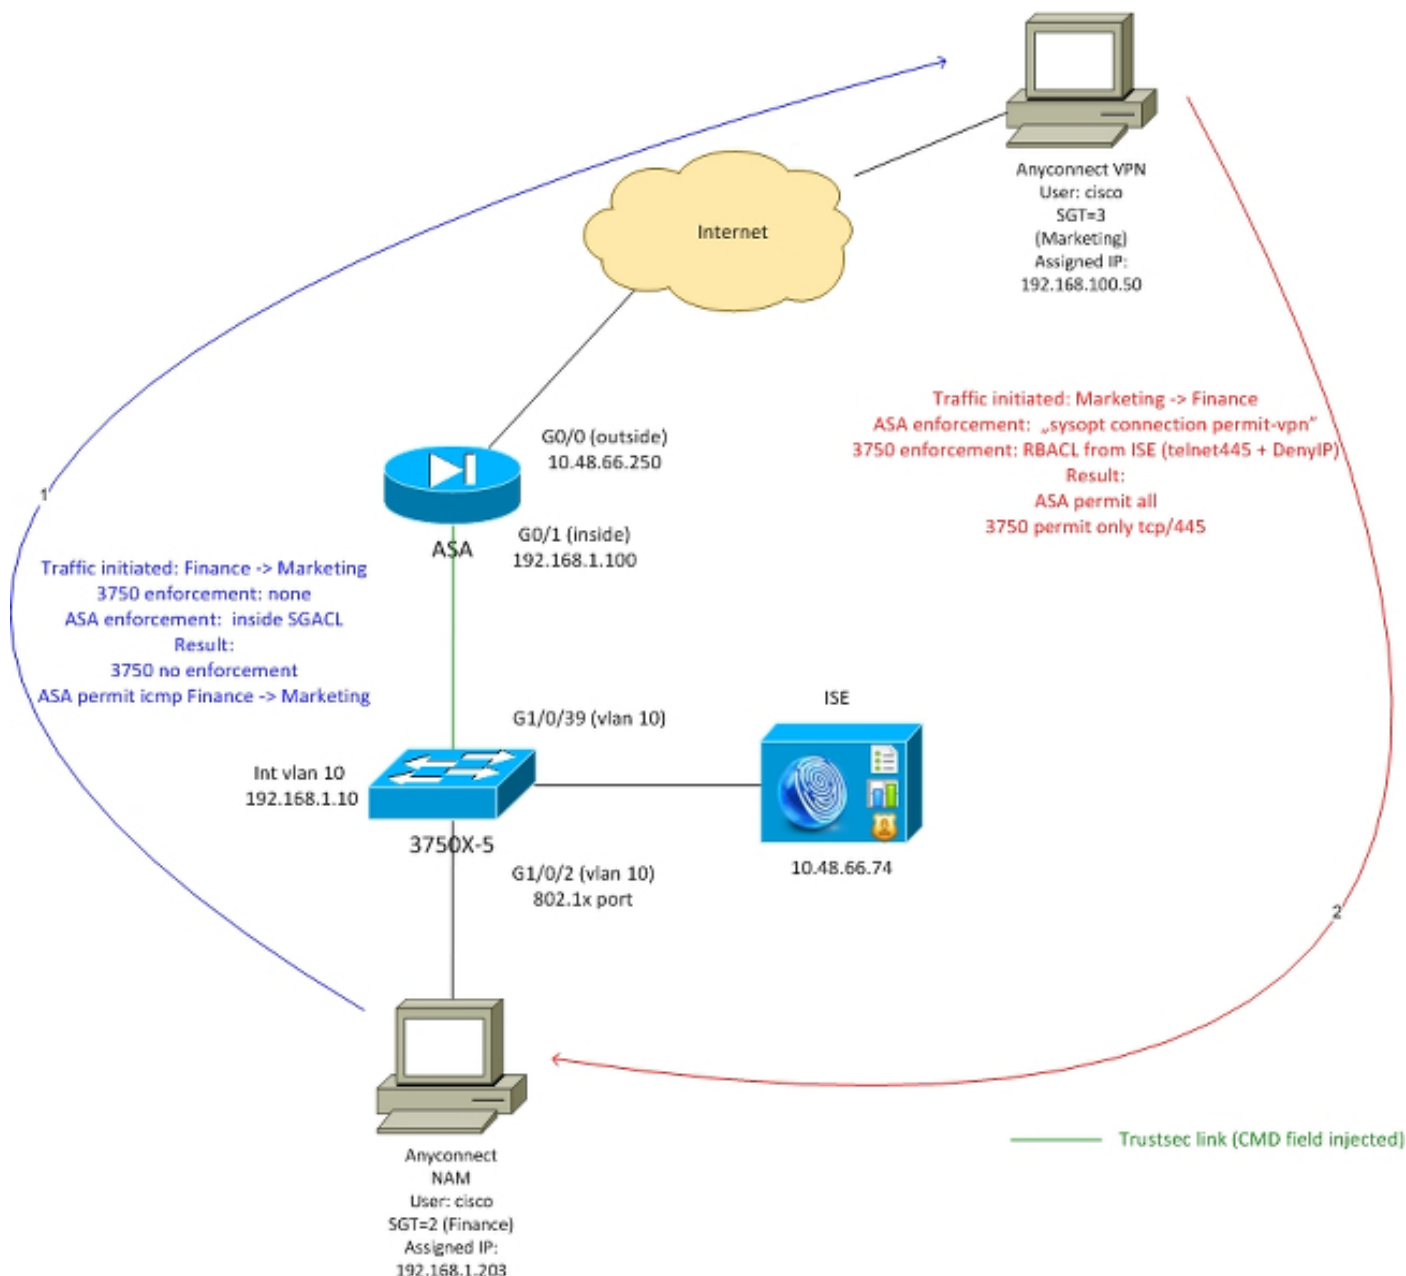 Anyconnect VPN
User: cisco
SGT=3
(Marketing)
Assigned IP:
192.168.100.50
Internet
Traffic initiated: Marketing -> Finance
ASA enforcement: „sysopt connection permit-vpn”
3750 enforcement: RBACL from ISE (telnet445 + DenyIP)
Result:
ASA permit all
3750 permit only tcp/445
G0/0 (outside)
10.48.66.250
1
ASA
G0/1 (inside)
192.168.1.100
Traffic initiated: Finance -> Marketing
3750 enforcement: none
ASA enforcement: inside SGACL
Result:
3750 no enforcement
ASA permit icmp Finance -> Marketing
ISE
G1/0/39 (vlan 10)
Int vlan 10
192.168.1.10
3750X-5
10.48.66.74
G1/0/2 (vlan 10)
802.1x port
2
Trustsec link (CMD field injected)
Anyconnect
NAM
User: cisco
SGT=2 (Finance)
Assigned IP:
192.168.1.203